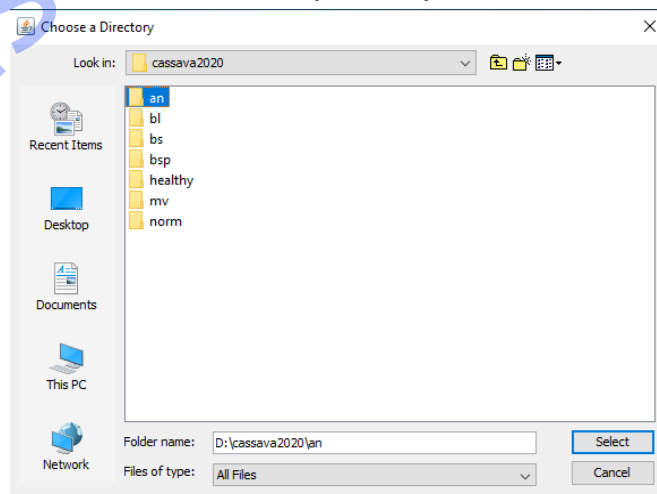 Choose a Directory
Look in: cassava2020
an
bl
bs
bsp
healthy
mv
norm
Recent Items
Desktop
Documents
This PC
Network
Folder name: D:\cassava2020\an Select
Files of type: All Files Cancel